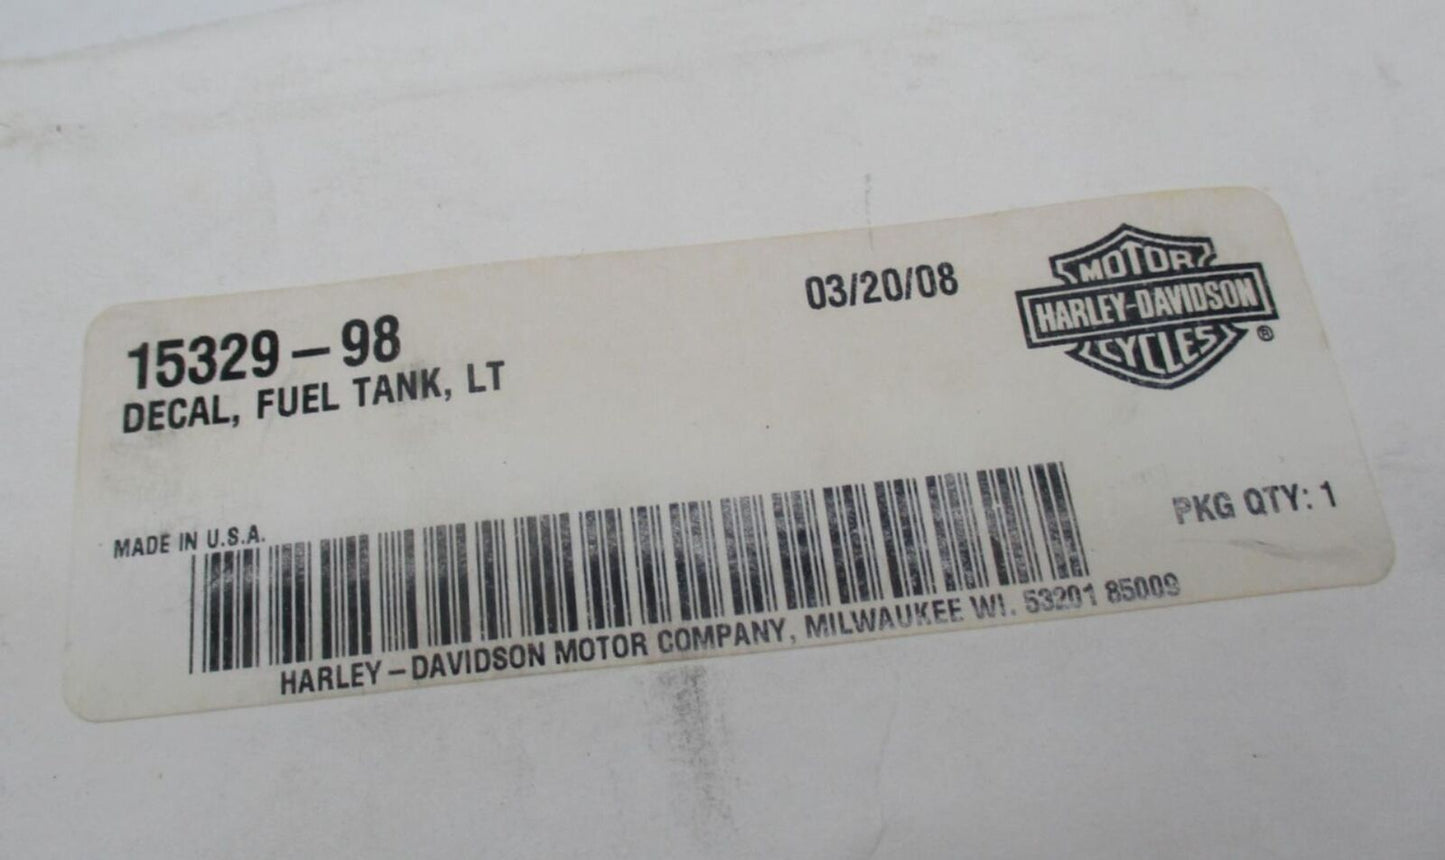 03/20/08
MOTOR
HARLEY-DAVIDSON
CYCLES
®
15329-98
DECAL, FUEL TANK, LT
MADE IN U.S.A.
PKG QTY: 1
HARLEY-DAVIDSON MOTOR COMPANY, MILWAUKEE WI. 53201 85009